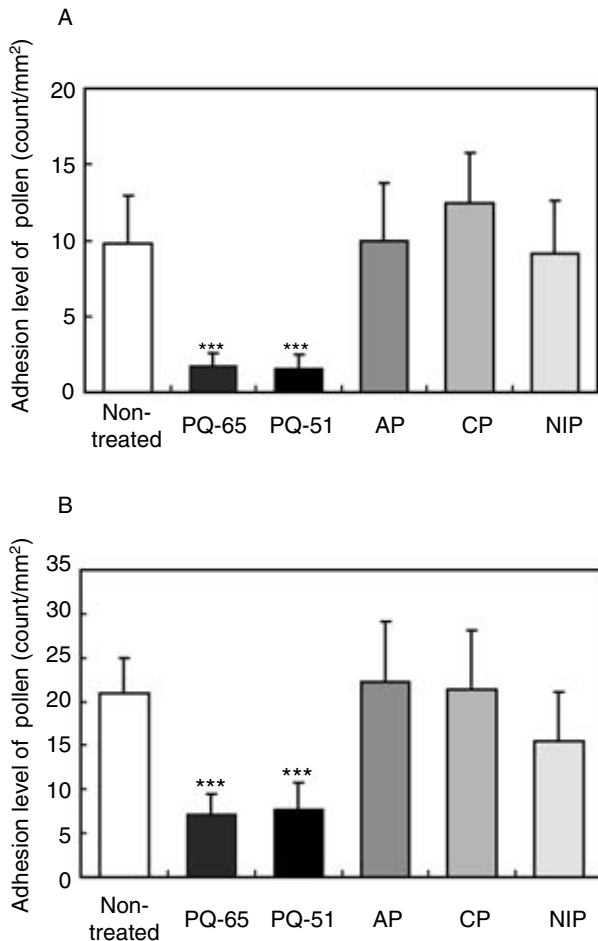 A
Adhesion level of pollen (count/mm²)
20
15
10
5
0
***
***
Non-
treated
PQ-65
PQ-51
AP
CP
NIP
B
Adhesion level of pollen (count/mm²)
35
30
25
20
15
10
5
0
***
***
Non-
treated
PQ-65
PQ-51
AP
CP
NIP